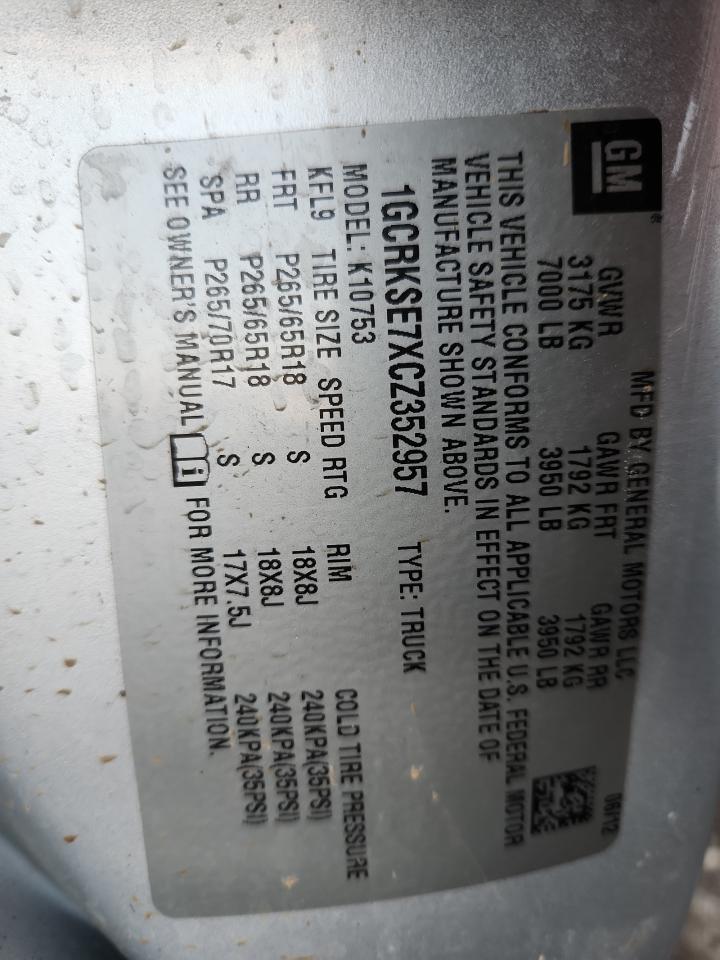 GM
MFD BY GENERAL MOTORS LLC 06/12
GVWR GAWR FRT GAWR RR
3175 KG 1792 KG 1792 KG
7000 LB 3950 LB 3950 LB
THIS VEHICLE CONFORMS TO ALL APPLICABLE U.S. FEDERAL MOTOR
VEHICLE SAFETY STANDARDS IN EFFECT ON THE DATE OF
MANUFACTURE SHOWN ABOVE.
1GCRKSE7XCZ352957 TYPE: TRUCK
MODEL: K10753
KFL9 TIRE SIZE SPEED RTG RIM COLD TIRE PRESSURE
FRT P265/65R18 S 18X8J 240KPA(35PSI)
RR P265/65R18 S 18X8J 240KPA(35PSI)
SPA P265/70R17 S 17X7.5J 240KPA(35PSI)
SEE OWNER'S MANUAL i FOR MORE INFORMATION.